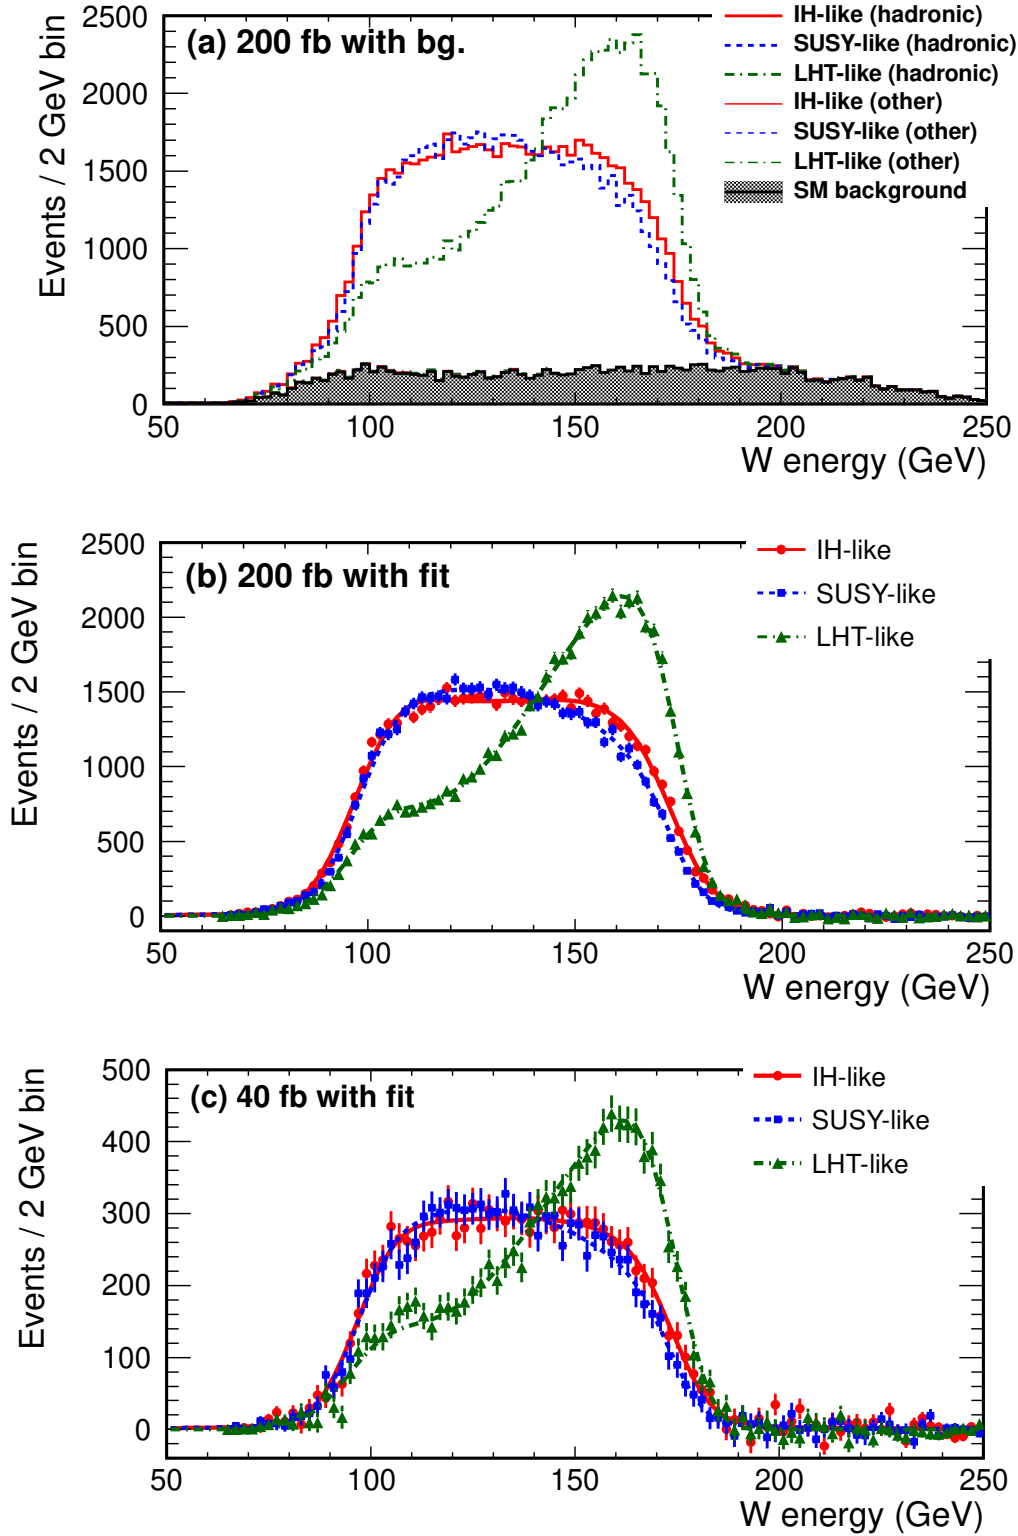 (a) 200 fb with bg.
IH-like (hadronic)
SUSY-like (hadronic)
LHT-like (hadronic)
IH-like (other)
SUSY-like (other)
LHT-like (other)
SM background
Events / 2 GeV bin
2500
2000
1500
1000
500
0
50 100 150 200 250
W energy (GeV)
(b) 200 fb with fit
IH-like
SUSY-like
LHT-like
Events / 2 GeV bin
2500
2000
1500
1000
500
0
50 100 150 200 250
W energy (GeV)
(c) 40 fb with fit
IH-like
SUSY-like
LHT-like
Events / 2 GeV bin
500
400
300
200
100
0
50 100 150 200 250
W energy (GeV)